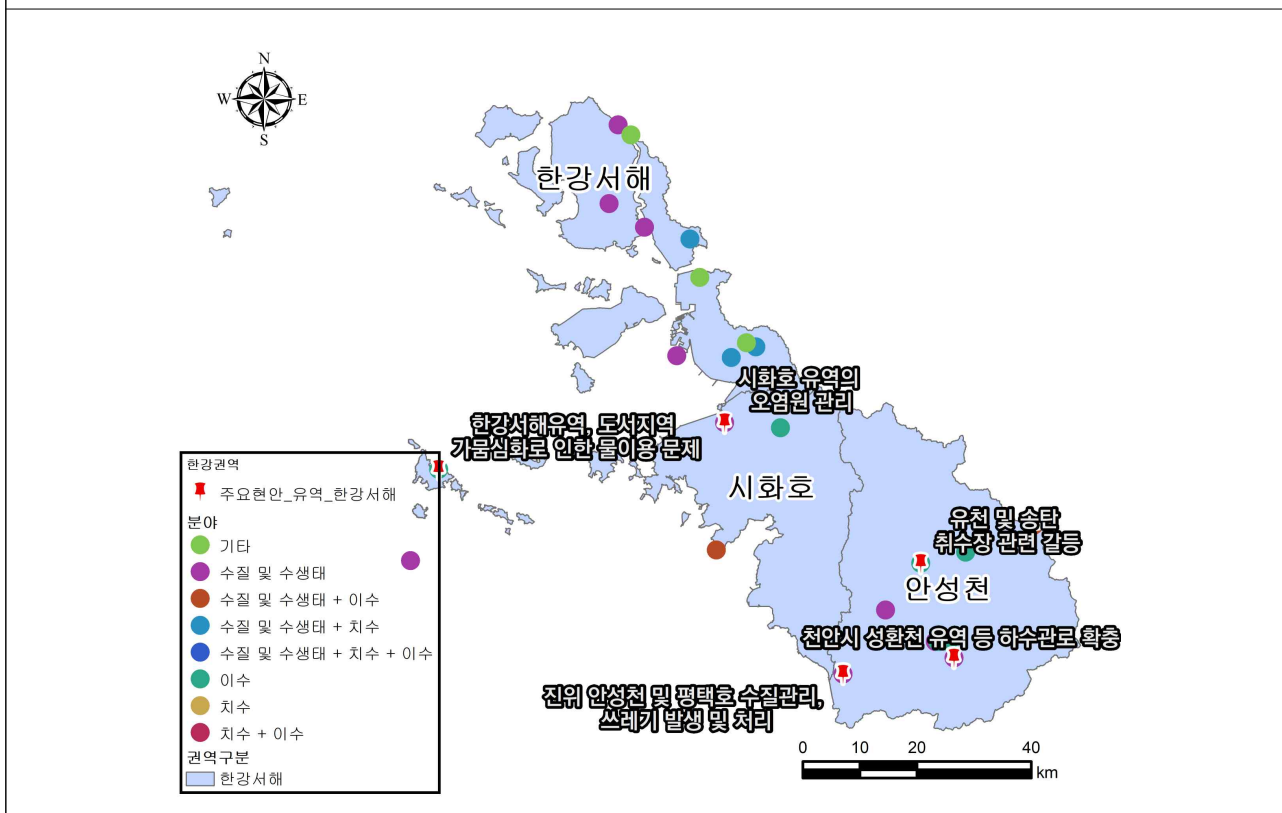 N
W
E
S
한강서해
시화호 유역의
오염원 관리
한강서해유역, 도서지역
가뭄심화로 인한 물이용 문제
시화호
유천 및 송탄
취수장 관련 갈등
안성천
천안시 성환천 유역 등 하수관로 확충
진위 안성천 및 평택호 수질관리,
쓰레기 발생 및 처리
한강권역
주요현안_유역_한강서해
분야
기타
수질 및 수생태
수질 및 수생태 + 이수
수질 및 수생태 + 치수
수질 및 수생태 + 치수 + 이수
이수
치수
치수 + 이수
권역구분
한강서해
0 10 20 40
km